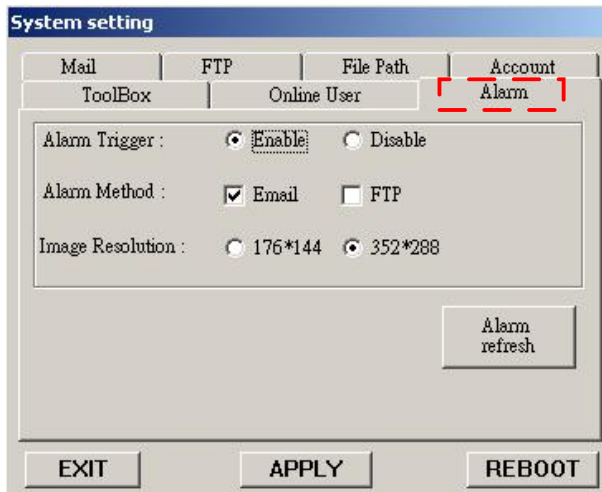 System setting
Mail FTP File Path Account
ToolBox Online User Alarm
Alarm Trigger : Enable Disable
Alarm Method : Email FTP
Image Resolution : 176*144 352*288
Alarm
refresh
EXIT APPLY REBOOT